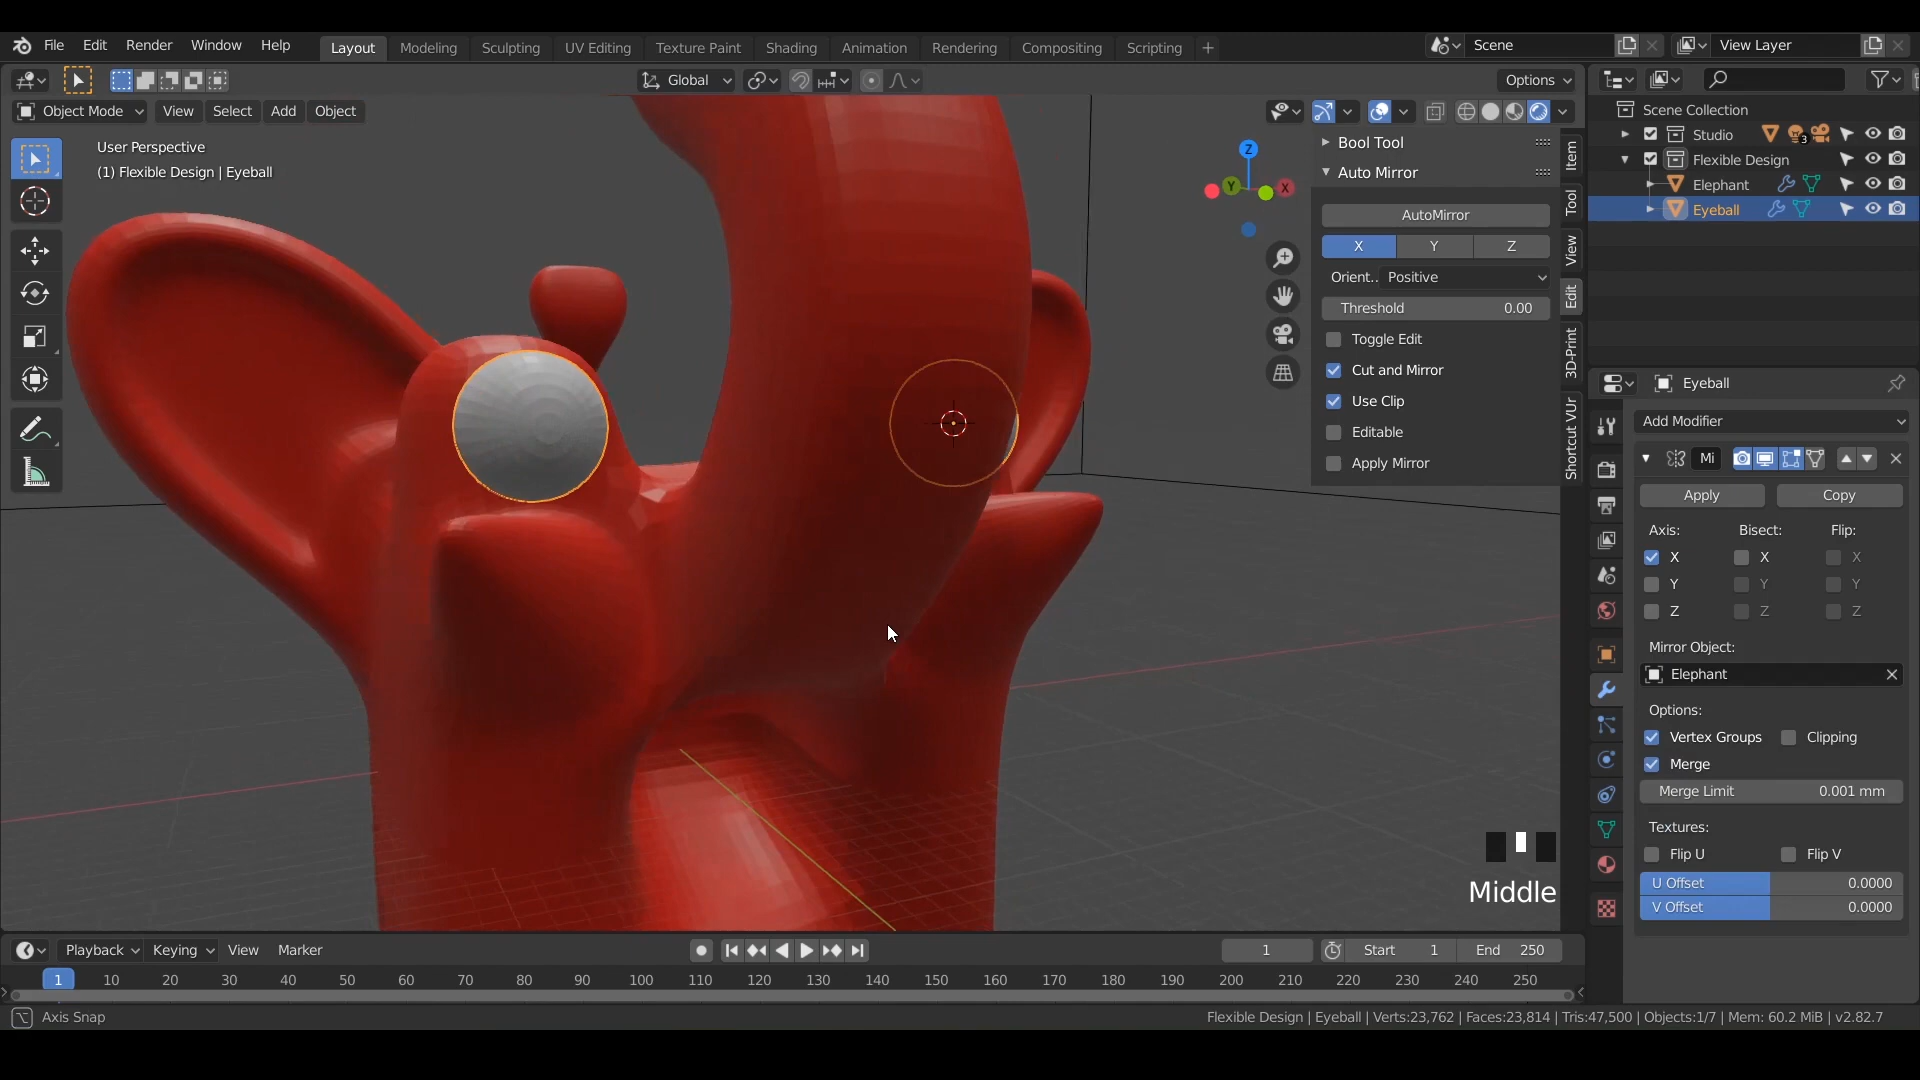 File Edit Render Window Help Layout Modeling Sculpting UV Editing Texture Paint Shading Animation Rendering Compositing Scripting + Scene View Layer
Global Options
Object Mode View Select Add Object
User Perspective
(1) Flexible Design | Eyeball
Z
Y
X
Bool Tool
Auto Mirror
AutoMirror
X Y Z
Orient.. Positive
Threshold 0.00
Toggle Edit
Cut and Mirror
Use Clip
Editable
Apply Mirror
Item
Tool
View
Edit
3D-Print
Shortcut VUr
Scene Collection
Studio 3
Flexible Design
Elephant
Eyeball
Eyeball
Add Modifier
Mi
Apply Copy
Axis: Bisect: Flip:
X X X
Y Y Y
Z Z Z
Mirror Object:
Elephant
Options:
Vertex Groups Clipping
Merge
Merge Limit 0.001 mm
Textures:
Flip U Flip V
U Offset 0.0000
V Offset 0.0000
Middle
Playback Keying View Marker 1 Start 1 End 250
1 10 20 30 40 50 60 70 80 90 100 110 120 130 140 150 160 170 180 190 200 210 220 230 240 250
Axis Snap Flexible Design | Eyeball | Verts:23,762 | Faces:23,814 | Tris:47,500 | Objects:1/7 | Mem: 60.2 MiB | v2.82.7